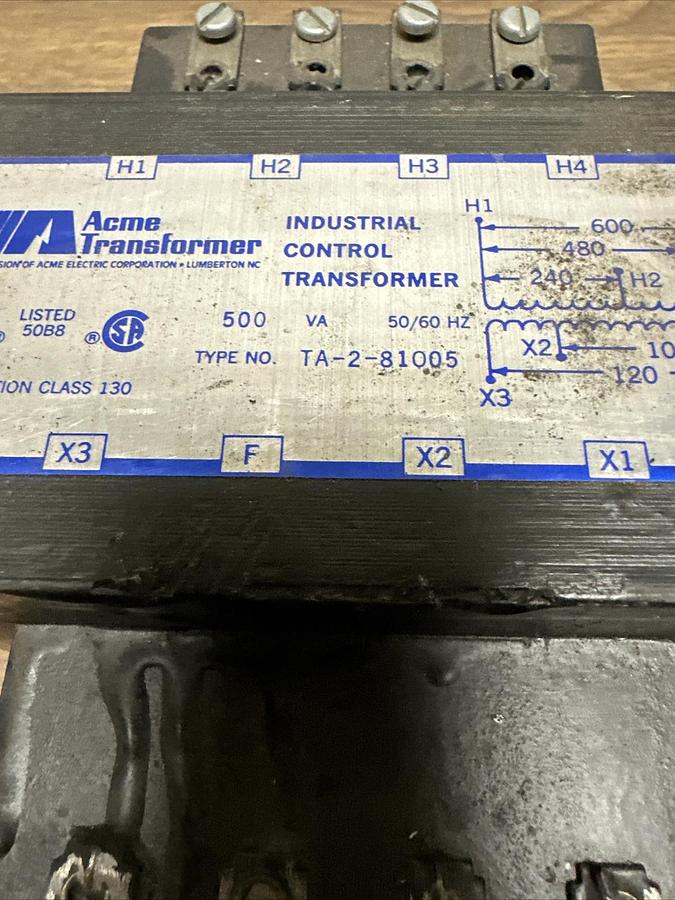 H1 H2 H3 H4
Acme
Transformer
OF ACME ELECTRIC CORPORATION • LUMBERTON NC
INDUSTRIAL
CONTROL
TRANSFORMER
LISTED
50B8
® SA
500 VA 50/60 HZ
TYPE NO. TA-2-81005
CLASS 130
H1
600
480
240 H2
X2 10
120
X3
X3 F X2 X1